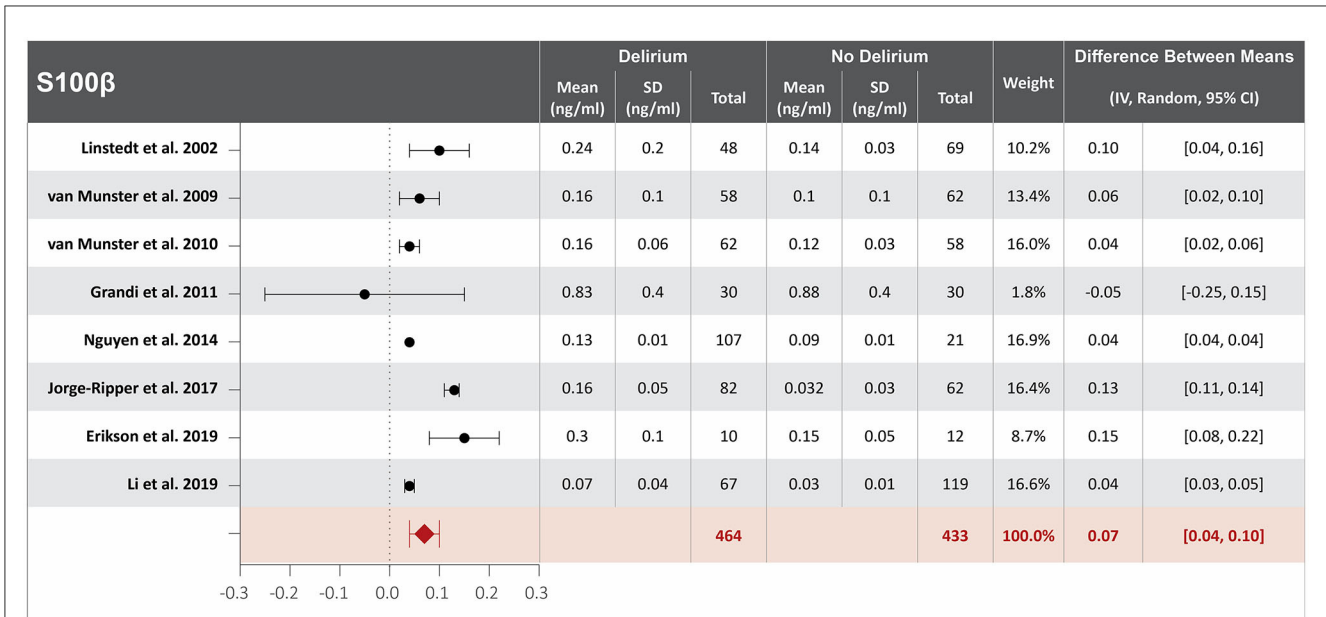 S100β Delirium No Delirium Weight Difference Between Means
Mean (ng/ml) SD (ng/ml) Total Mean (ng/ml) SD (ng/ml) Total (IV, Random, 95% CI)
Linstedt et al. 2002 0.24 0.2 48 0.14 0.03 69 10.2% 0.10 [0.04, 0.16]
van Munster et al. 2009 0.16 0.1 58 0.1 0.1 62 13.4% 0.06 [0.02, 0.10]
van Munster et al. 2010 0.16 0.06 62 0.12 0.03 58 16.0% 0.04 [0.02, 0.06]
Grandi et al. 2011 0.83 0.4 30 0.88 0.4 30 1.8% -0.05 [-0.25, 0.15]
Nguyen et al. 2014 0.13 0.01 107 0.09 0.01 21 16.9% 0.04 [0.04, 0.04]
Jorge-Ripper et al. 2017 0.16 0.05 82 0.032 0.03 62 16.4% 0.13 [0.11, 0.14]
Erikson et al. 2019 0.3 0.1 10 0.15 0.05 12 8.7% 0.15 [0.08, 0.22]
Li et al. 2019 0.07 0.04 67 0.03 0.01 119 16.6% 0.04 [0.03, 0.05]
464 433 100.0% 0.07 [0.04, 0.10]
-0.3 -0.2 -0.1 0.0 0.1 0.2 0.3